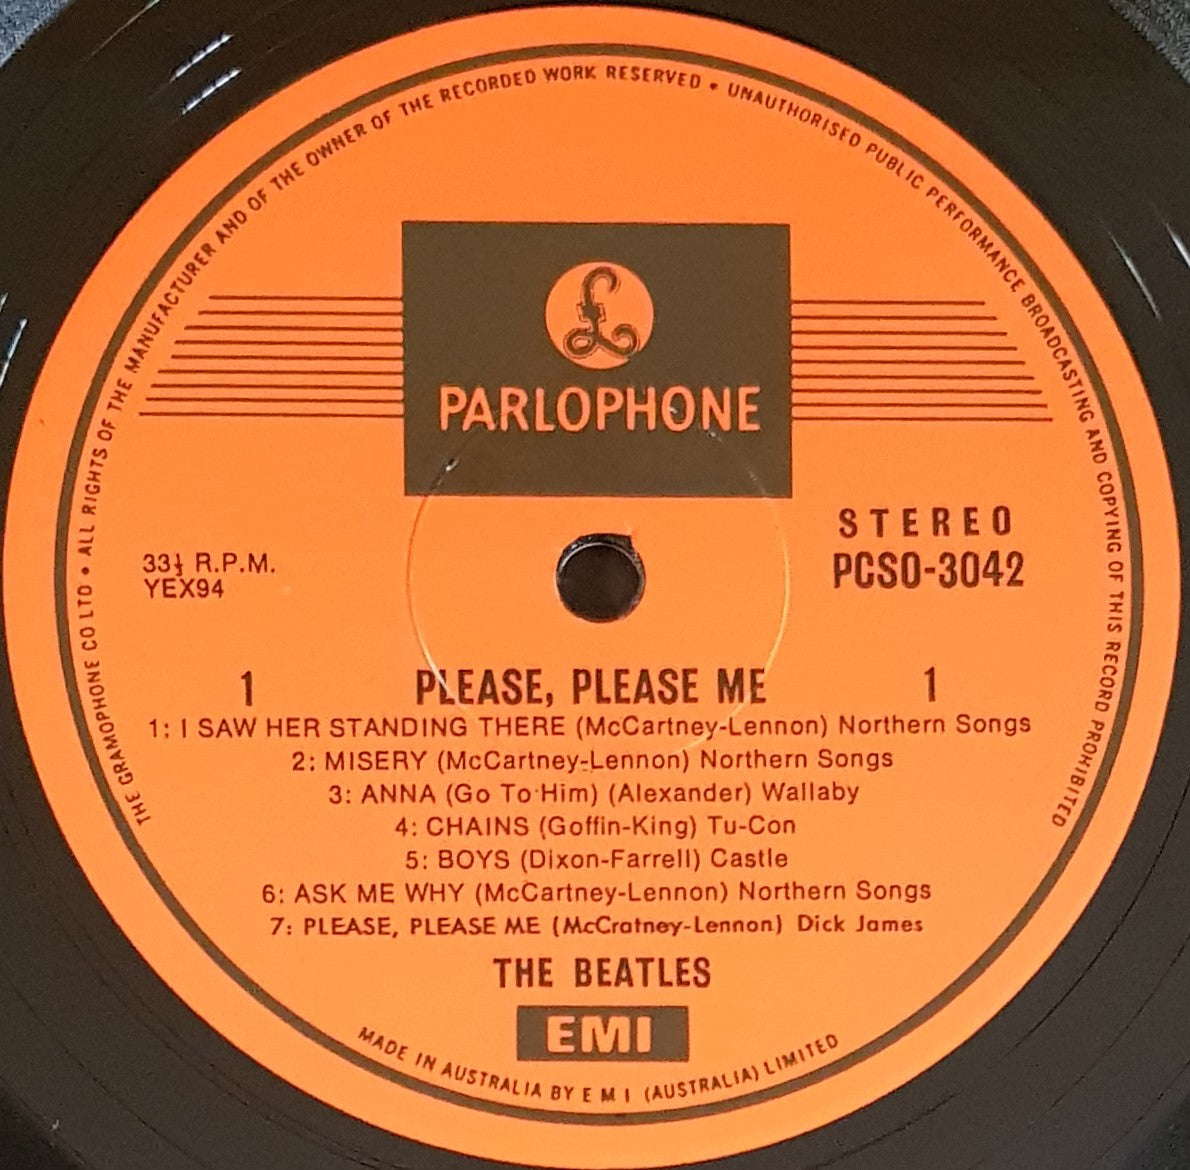 THE GRAMOPHONE CO LTD • ALL RIGHTS OF THE MANUFACTURER AND OF THE OWNER OF THE RECORDED WORK RESERVED • UNAUTHORISED PUBLIC PERFORMANCE BROADCASTING AND COPYING OF THIS RECORD PROHIBITED
£
PARLOPHONE
STEREO
PCSO-3042
33⅓ R.P.M.
YEX94
1 PLEASE, PLEASE ME 1
1: I SAW HER STANDING THERE (McCartney-Lennon) Northern Songs
2: MISERY (McCartney-Lennon) Northern Songs
3: ANNA (Go To Him) (Alexander) Wallaby
4: CHAINS (Goffin-King) Tu-Con
5: BOYS (Dixon-Farrell) Castle
6: ASK ME WHY (McCartney-Lennon) Northern Songs
7: PLEASE, PLEASE ME (McCratney-Lennon) Dick James
THE BEATLES
EMI
MADE IN AUSTRALIA BY E M I (AUSTRALIA) LIMITED